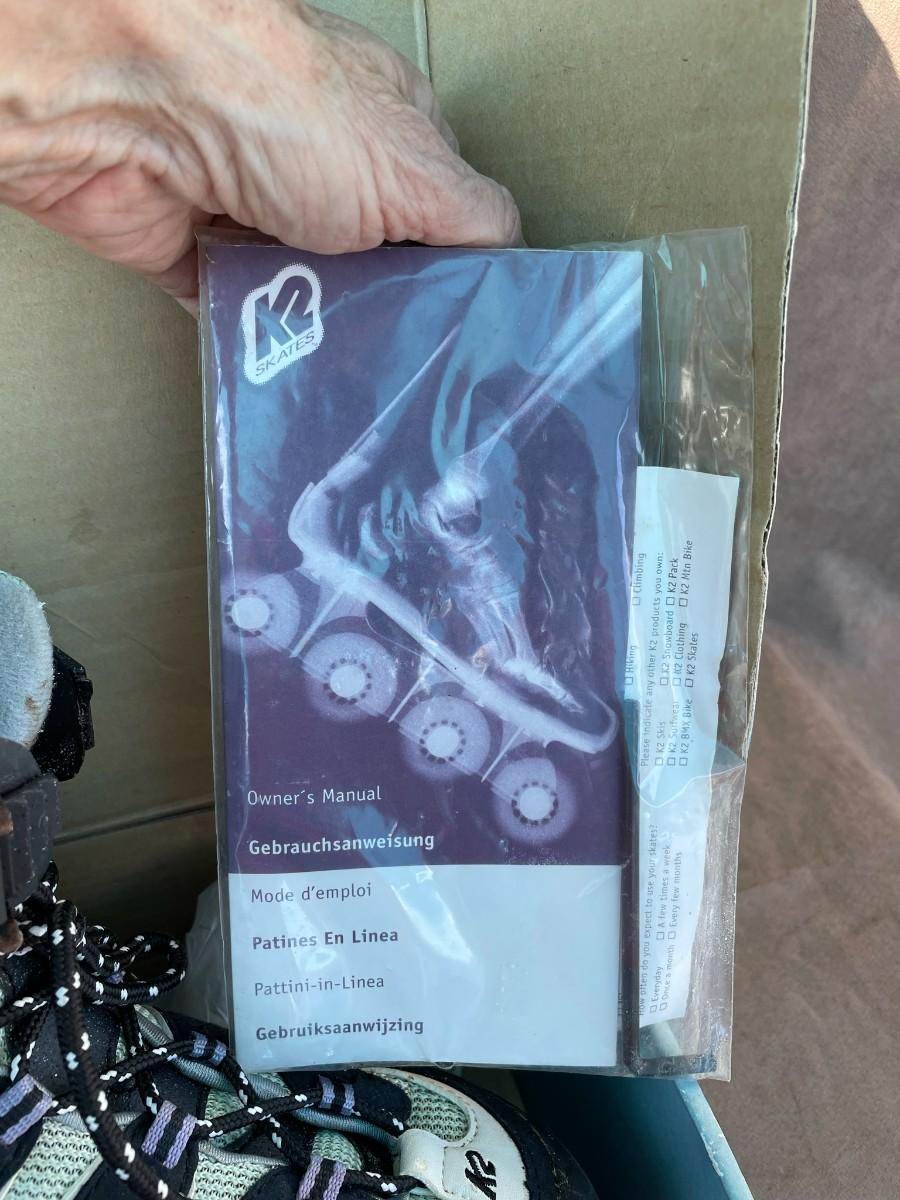 K2
SKATES
Owner´s Manual
Gebrauchsanweisung
Mode d'emploi
Patines En Linea
Pattini-in-Linea
Gebruiksaanwijzing
□ Hiking □ Climbing
Please indicate any other K2 products you own:
□ K2 Skis □ K2 Snowboard □ K2 Pack
□ K2 Surfwear □ K2 Clothing □ K2 Mtn Bike
□ K2 BMX Bike □ K2 Skates
How often do you expect to use your skates?
□ Everyday □ A few times a week
□ Once a month □ Every few months
K2